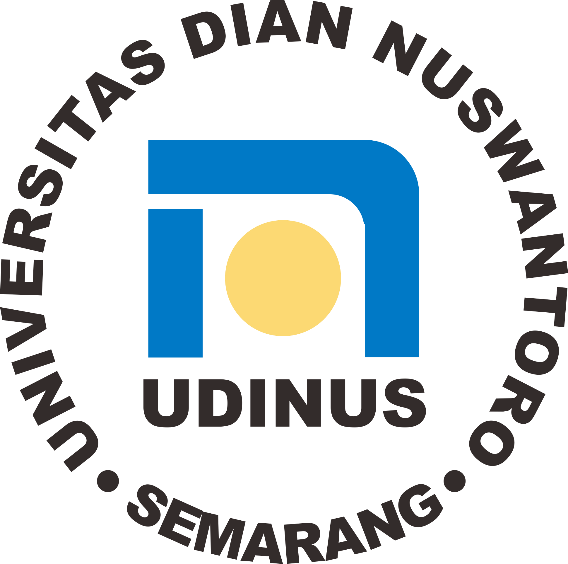 UNIVERSITAS DIAN NUSWANTORO
UDINUS
• SEMARANG •